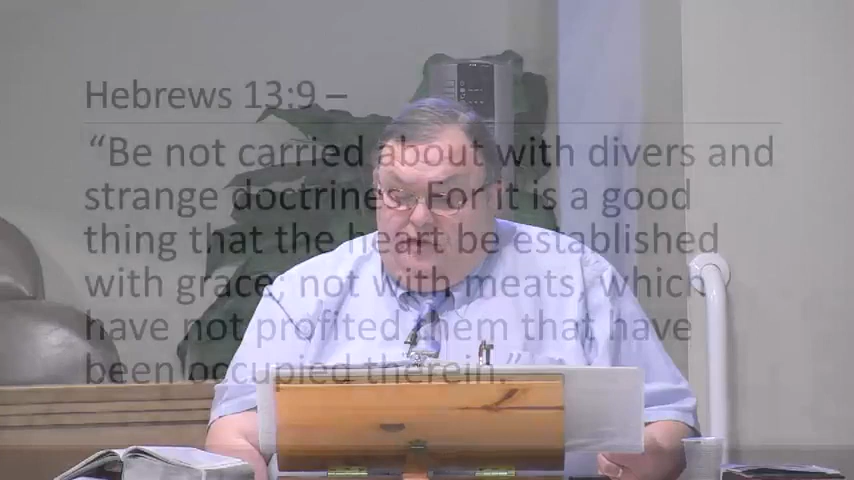 Hebrews 13:9 –
“Be not carried about with divers and
strange doctrines. For it is a good
thing that the heart be established
with grace; not with meats, which
have not profited them that have
been occupied therein.”